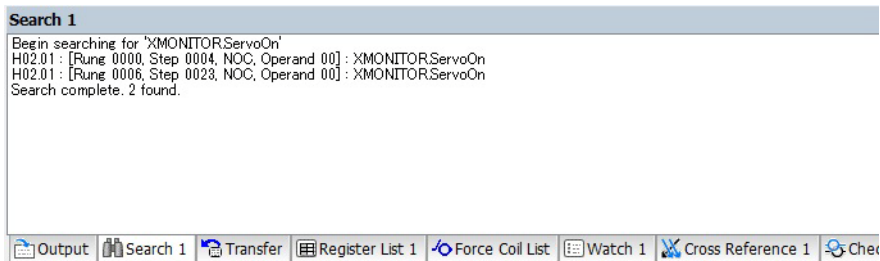 Search 1
Begin searching for 'XMONITOR.ServoOn'
H02.01 : [Rung 0000, Step 0004, NOC, Operand 00] : XMONITOR.ServoOn
H02.01 : [Rung 0006, Step 0023, NOC, Operand 00] : XMONITOR.ServoOn
Search complete. 2 found.
Output Search 1 Transfer Register List 1 Force Coil List Watch 1 Cross Reference 1 Chec